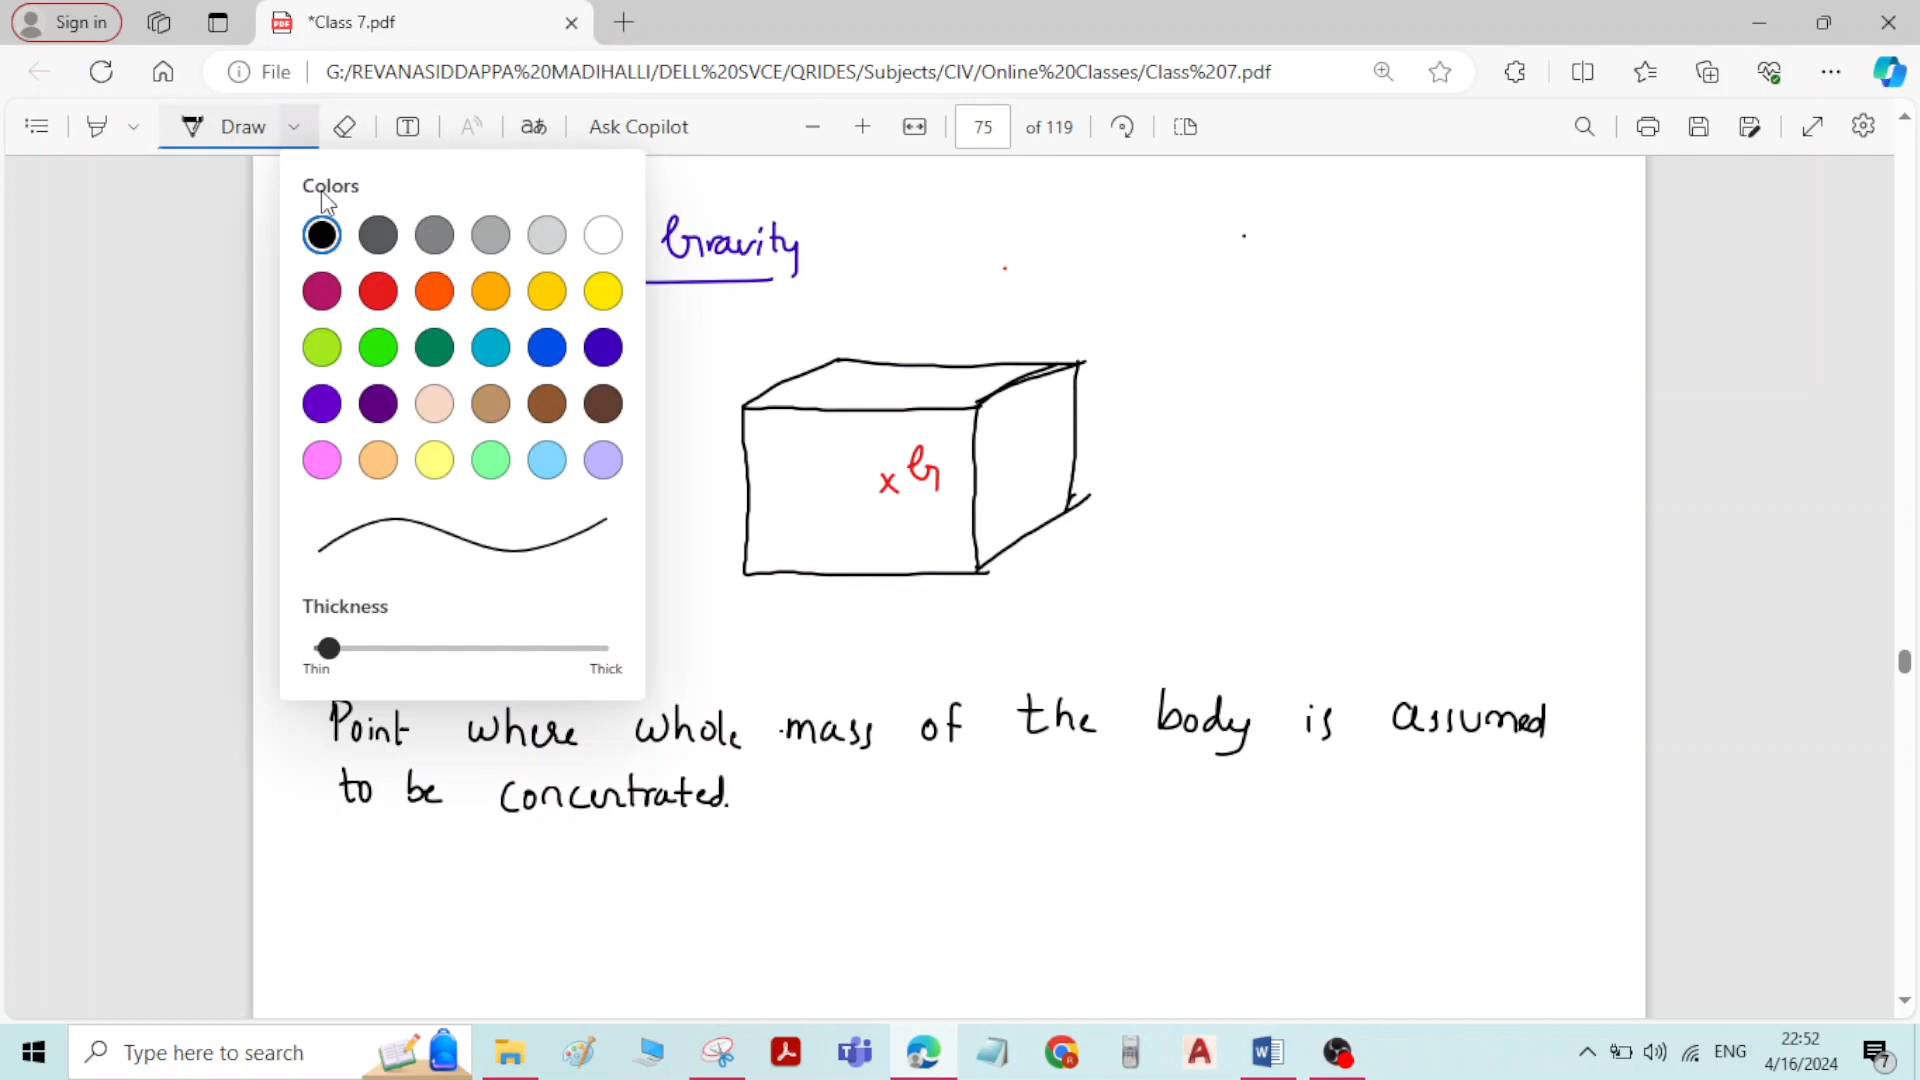 Sign in
*Class 7.pdf
File
G:/REVANASIDDAPPA%20MADIHALLI/DELL%20SVCE/QRIDES/Subjects/CIV/Online%20Classes/Class%207.pdf
Draw
Ask Copilot
75 of 119
Colors
Gravity
x G
Thickness
Thin Thick
Point where whole mass of the body is assumed
to be concentrated.
Type here to search
ENG
22:52
4/16/2024
7